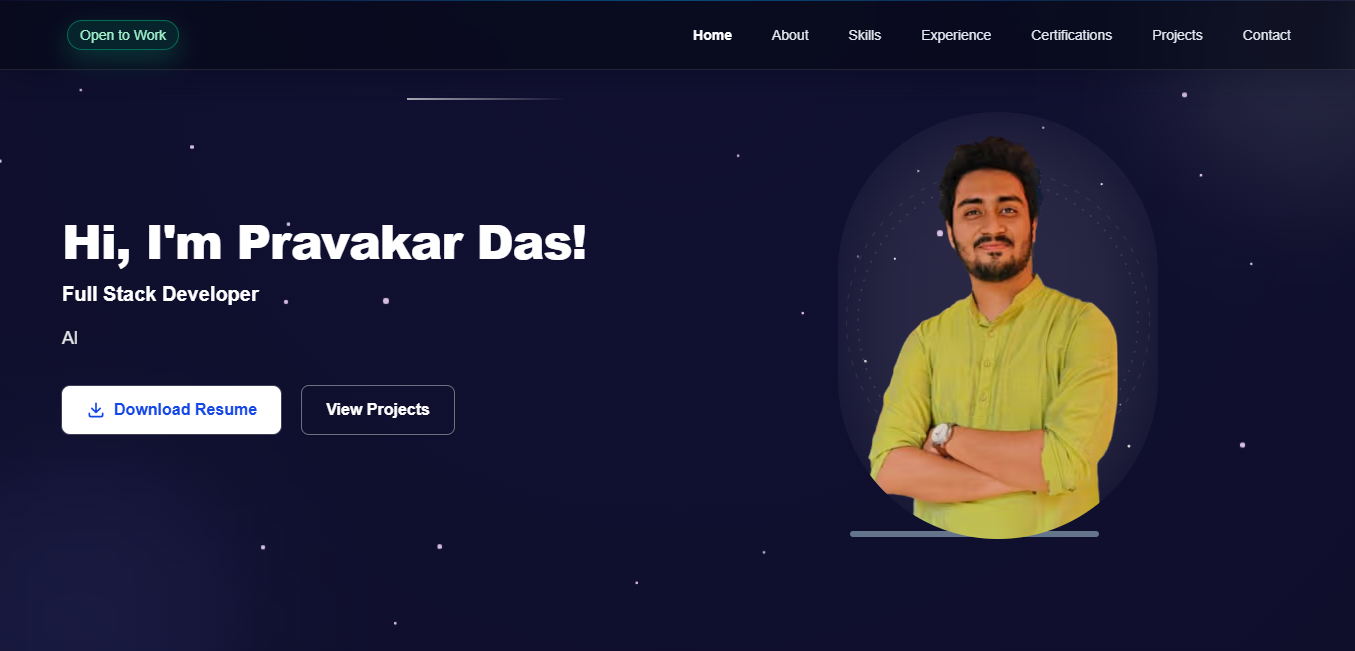 Open to Work
Home About Skills Experience Certifications Projects Contact
Hi, I'm Pravakar Das!
Full Stack Developer
AI
Download Resume View Projects